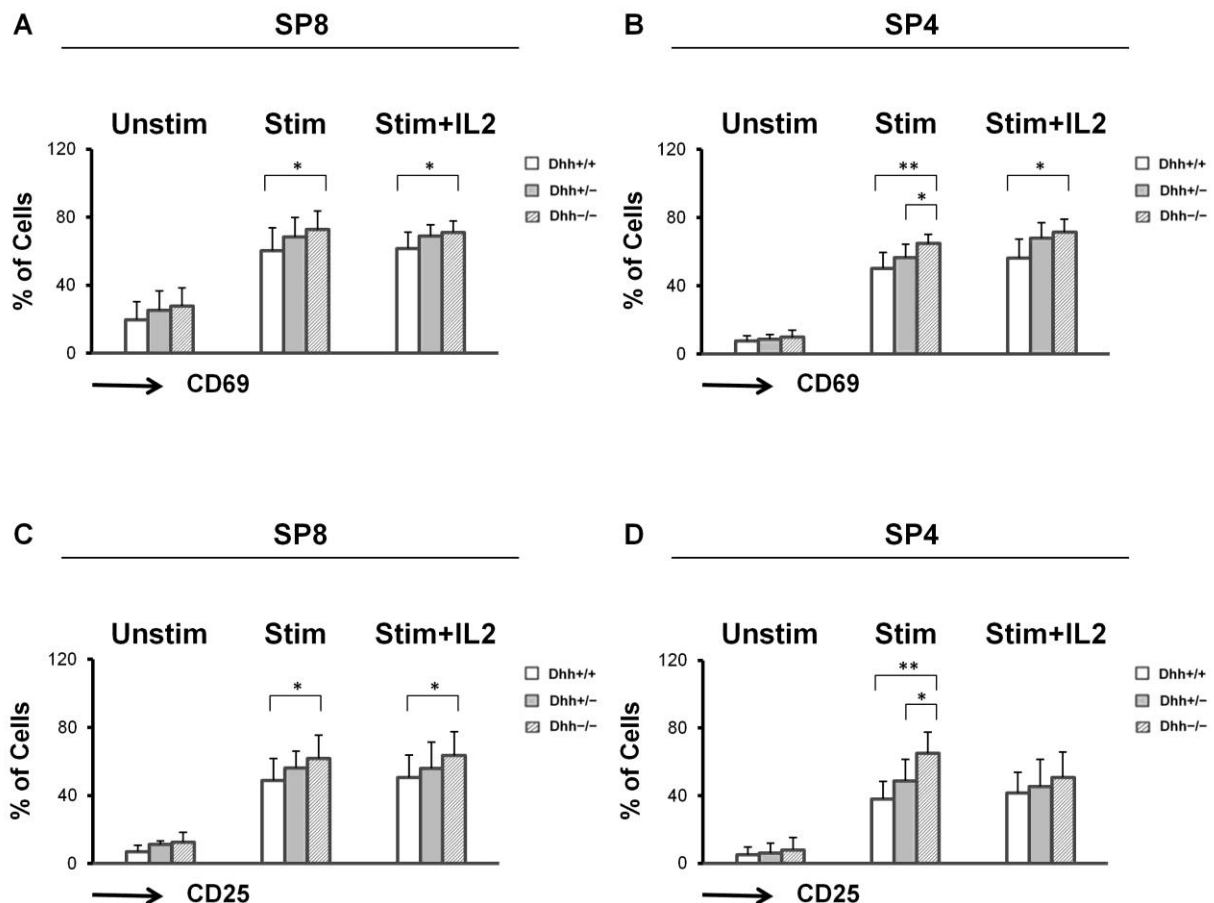 A SP8
Unstim Stim Stim+IL2
120
80
40
0
% of Cells
* *
Dhh+/+
Dhh+/−
Dhh−/−
CD69
B SP4
Unstim Stim Stim+IL2
120
80
40
0
% of Cells
** *
*
Dhh+/+
Dhh+/−
Dhh−/−
CD69
C SP8
Unstim Stim Stim+IL2
120
80
40
0
% of Cells
* *
Dhh+/+
Dhh+/−
Dhh−/−
CD25
D SP4
Unstim Stim Stim+IL2
120
80
40
0
% of Cells
**
*
Dhh+/+
Dhh+/−
Dhh−/−
CD25